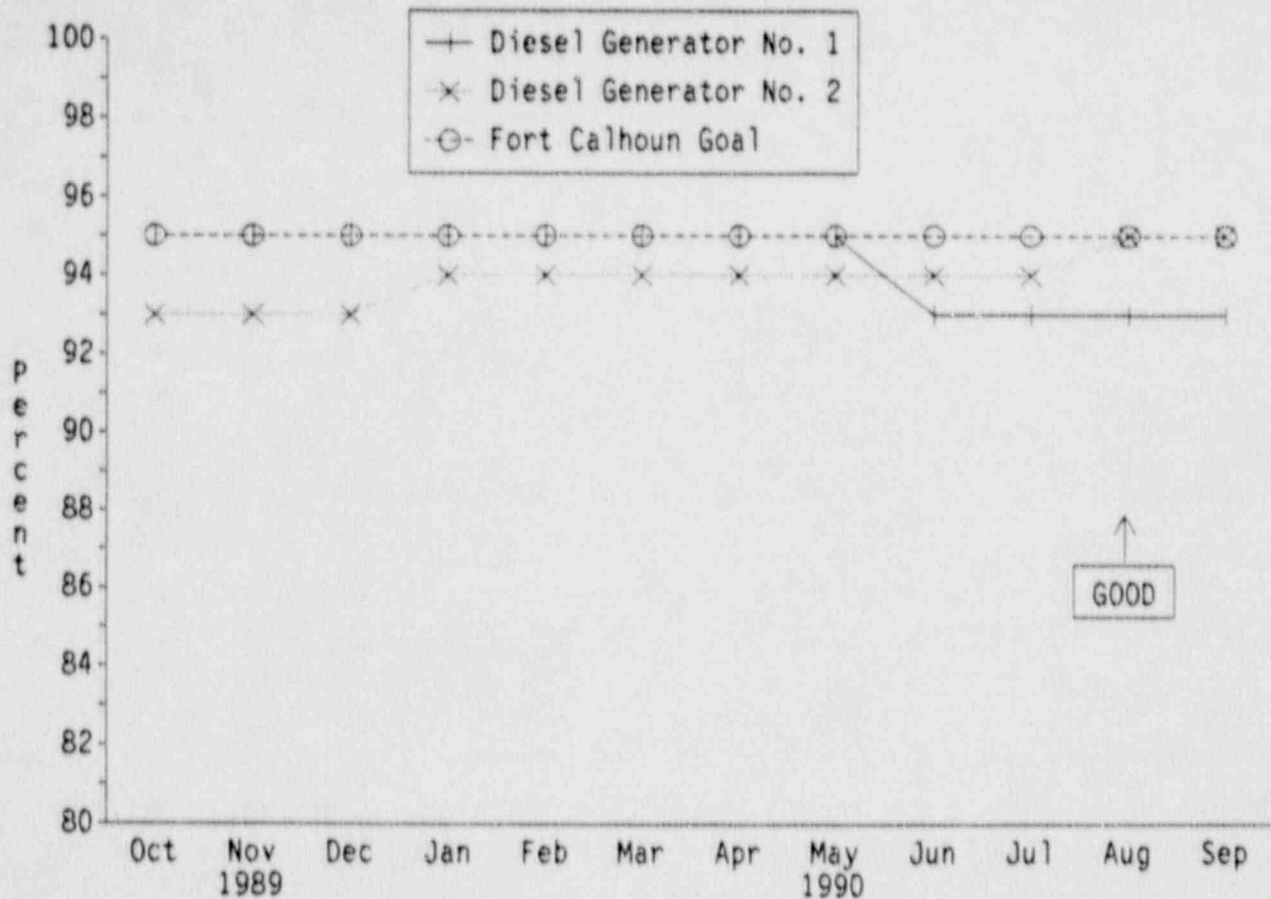 Diesel Generator No. 1
Diesel Generator No. 2
Fort Calhoun Goal
100
98
96
94
92
90
88
86
84
82
80
Percent
GOOD
Oct Nov Dec Jan Feb Mar Apr May Jun Jul Aug Sep
1989 1990